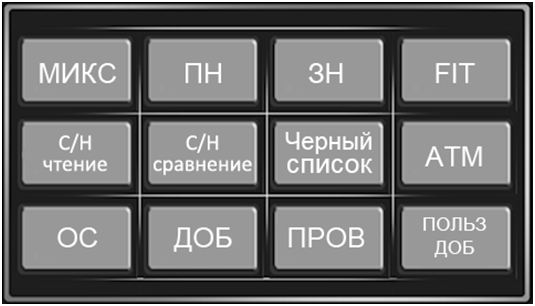 МИКС ПН ЗН FIT
С/Н С/Н Черный АТМ
чтение сравнение список
ОС ДОБ ПРОВ ПОЛЬЗ
ДОБ